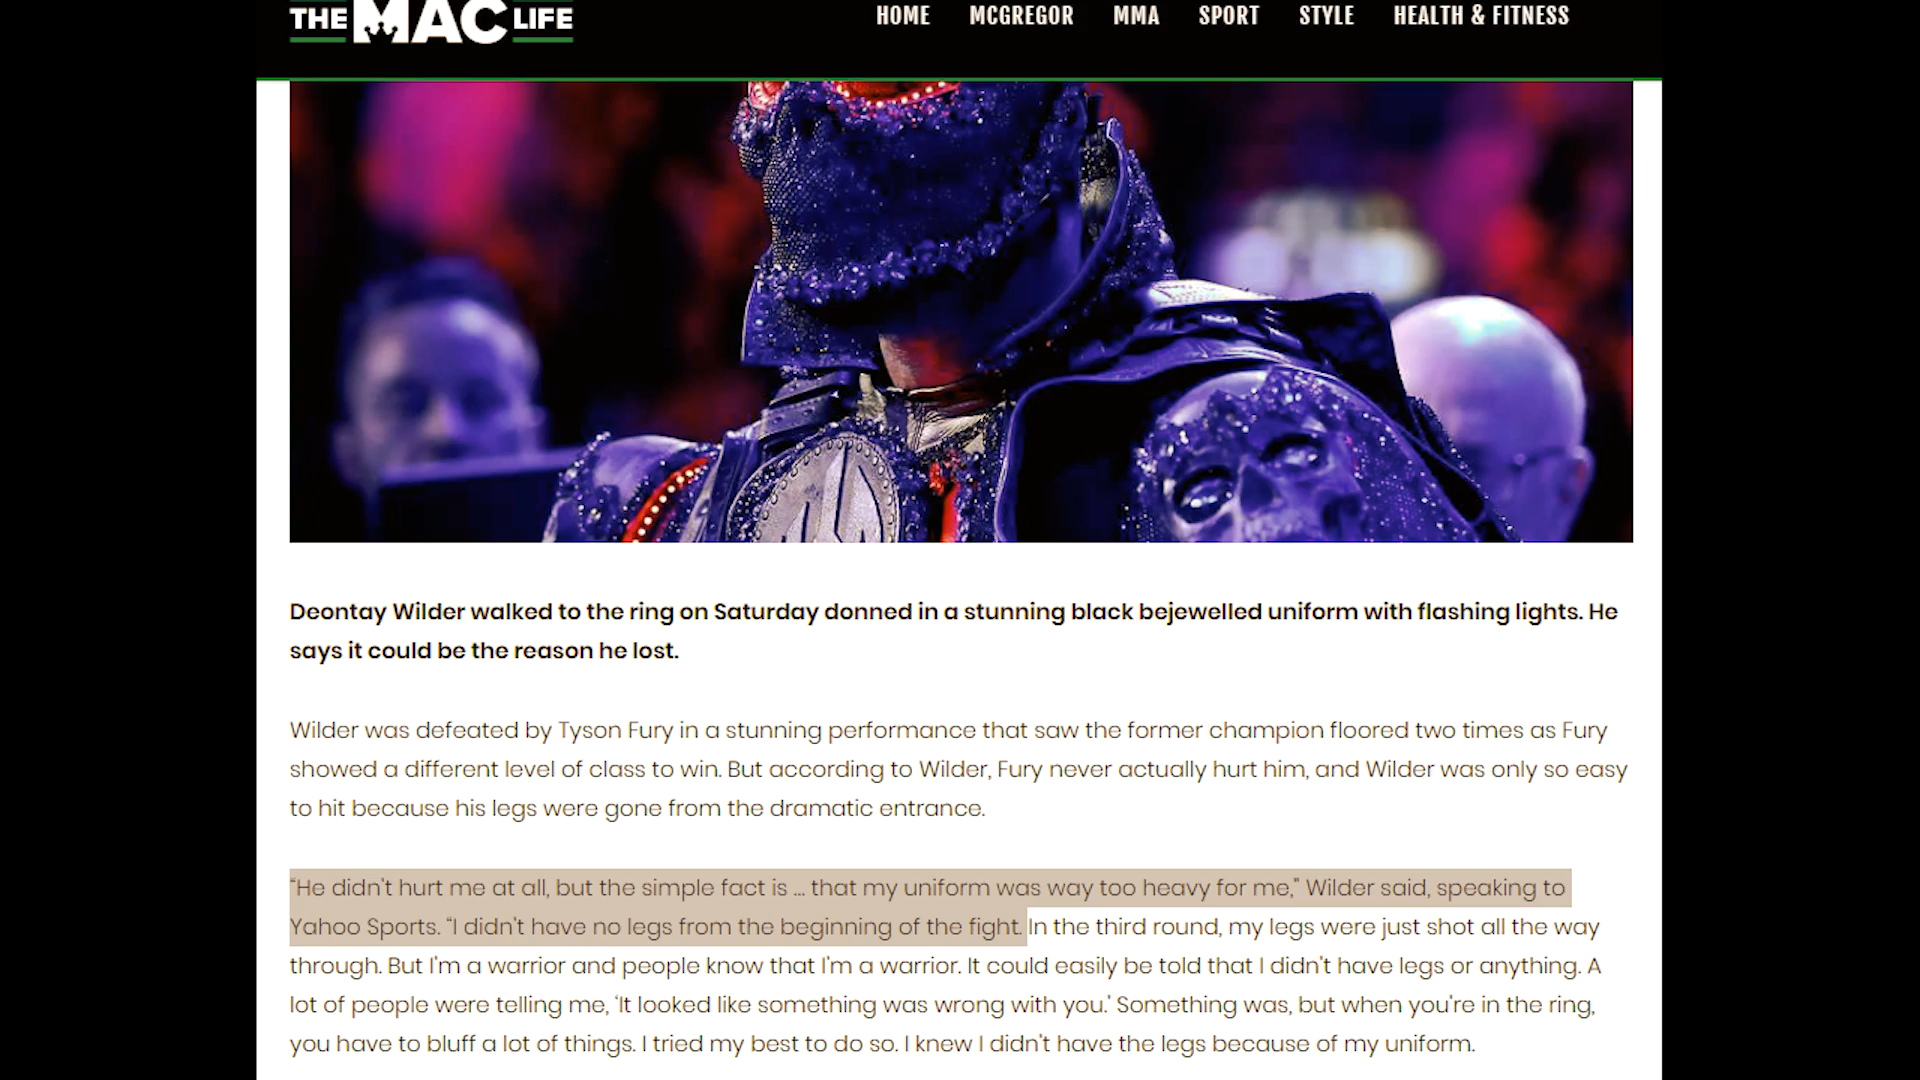 THE MAC LIFE
HOME MCGREGOR MMA SPORT STYLE HEALTH & FITNESS
Deontay Wilder walked to the ring on Saturday donned in a stunning black bejewelled uniform with flashing lights. He
says it could be the reason he lost.
Wilder was defeated by Tyson Fury in a stunning performance that saw the former champion floored two times as Fury
showed a different level of class to win. But according to Wilder, Fury never actually hurt him, and Wilder was only so easy
to hit because his legs were gone from the dramatic entrance.
“He didn’t hurt me at all, but the simple fact is … that my uniform was way too heavy for me,” Wilder said, speaking to
Yahoo Sports. “I didn’t have no legs from the beginning of the fight. In the third round, my legs were just shot all the way
through. But I’m a warrior and people know that I’m a warrior. It could easily be told that I didn’t have legs or anything. A
lot of people were telling me, ‘It looked like something was wrong with you.’ Something was, but when you’re in the ring,
you have to bluff a lot of things. I tried my best to do so. I knew I didn’t have the legs because of my uniform.